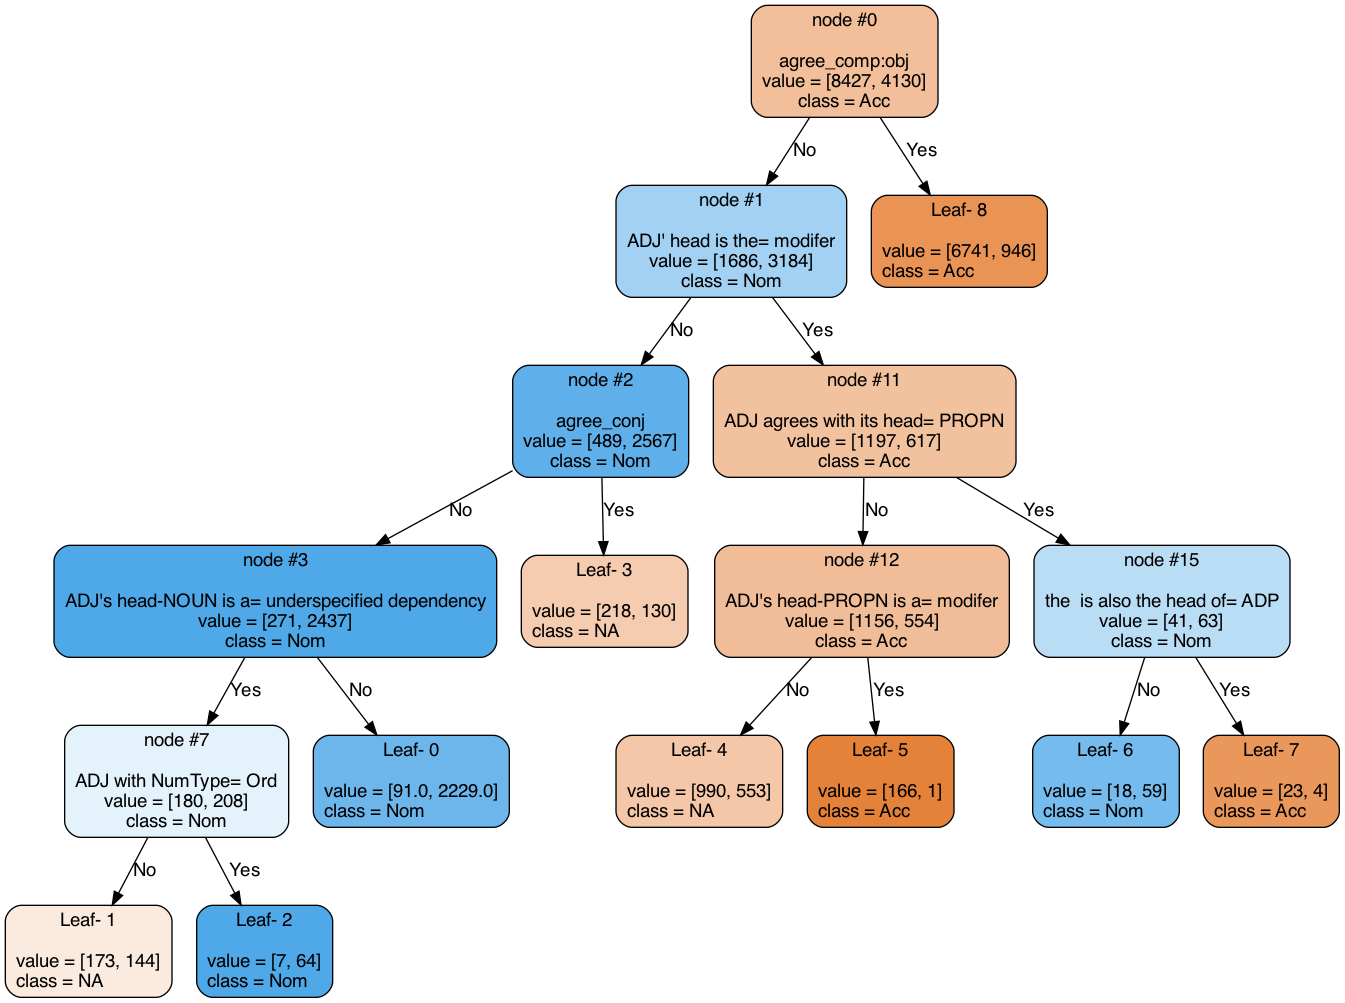 node #0
agree_comp:obj
value = [8427, 4130]
class = Acc
No
Yes
node #1
ADJ' head is the= modifer
value = [1686, 3184]
class = Nom
Leaf- 8
value = [6741, 946]
class = Acc
No
Yes
node #2
agree_conj
value = [489, 2567]
class = Nom
node #11
ADJ agrees with its head= PROPN
value = [1197, 617]
class = Acc
No
Yes
No
Yes
node #3
ADJ's head-NOUN is a= underspecified dependency
value = [271, 2437]
class = Nom
Leaf- 3
value = [218, 130]
class = NA
node #12
ADJ's head-PROPN is a= modifer
value = [1156, 554]
class = Acc
node #15
the  is also the head of= ADP
value = [41, 63]
class = Nom
Yes
No
No
Yes
No
Yes
node #7
ADJ with NumType= Ord
value = [180, 208]
class = Nom
Leaf- 0
value = [91.0, 2229.0]
class = Nom
Leaf- 4
value = [990, 553]
class = NA
Leaf- 5
value = [166, 1]
class = Acc
Leaf- 6
value = [18, 59]
class = Nom
Leaf- 7
value = [23, 4]
class = Acc
No
Yes
Leaf- 1
value = [173, 144]
class = NA
Leaf- 2
value = [7, 64]
class = Nom